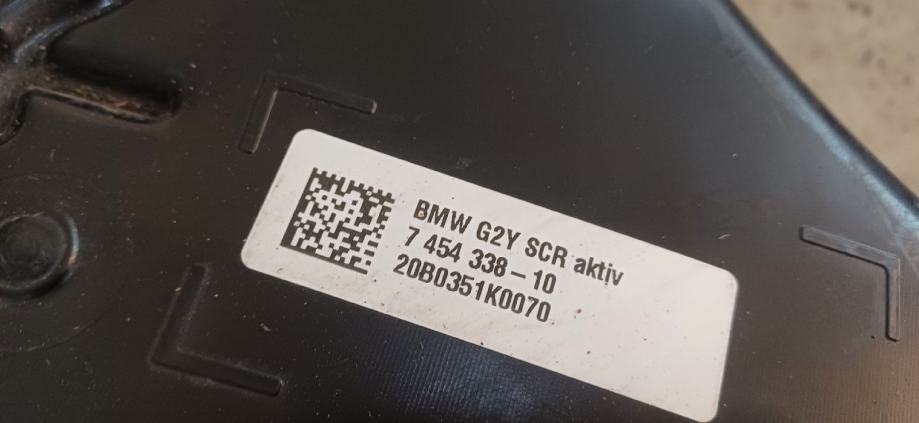 BMW G2Y SCR aktiv
7 454 338 – 10
20B0351K0070